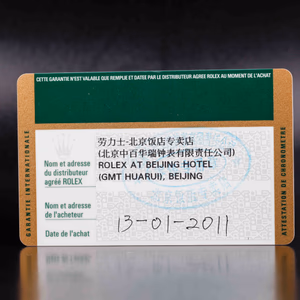 CETTE GARANTIE N'EST VALABLE QUE REMPLIE ET DATEE PAR LE DISTRIBUTEUR AGREE ROLEX AU MOMENT DE L'ACHAT
GARANTIE INTERNATIONALE
劳力士-北京饭店专卖店
(北京中百华瑞钟表有限责任公司)
Nom et adresse
du distributeur
agréé ROLEX
ROLEX AT BEIJING HOTEL
(GMT HUARUI), BEIJING
Nom et adresse
de l'acheteur
Date de l'achat
13-01-2011
ATTESTATION DE CHRONOMETRE